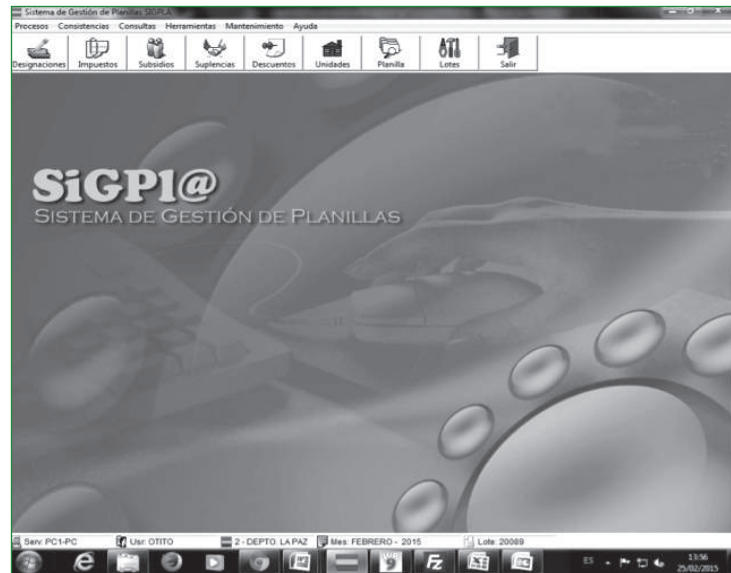 Sistema de Gestión de Planillas SIGPLA
Procesos Consistencias Consultas Herramientas Mantenimiento Ayuda
Designaciones Impuestos Subsidios Suplencias Descuentos Unidades Planilla Lotes Salir
SiGPl@
SISTEMA DE GESTIÓN DE PLANILLAS
Serv: PC1-PC Usr: OTITO 2 - DEPTO. LA PAZ Mes: FEBRERO - 2015 Lote: 20089
ES 13:56
25/02/2015